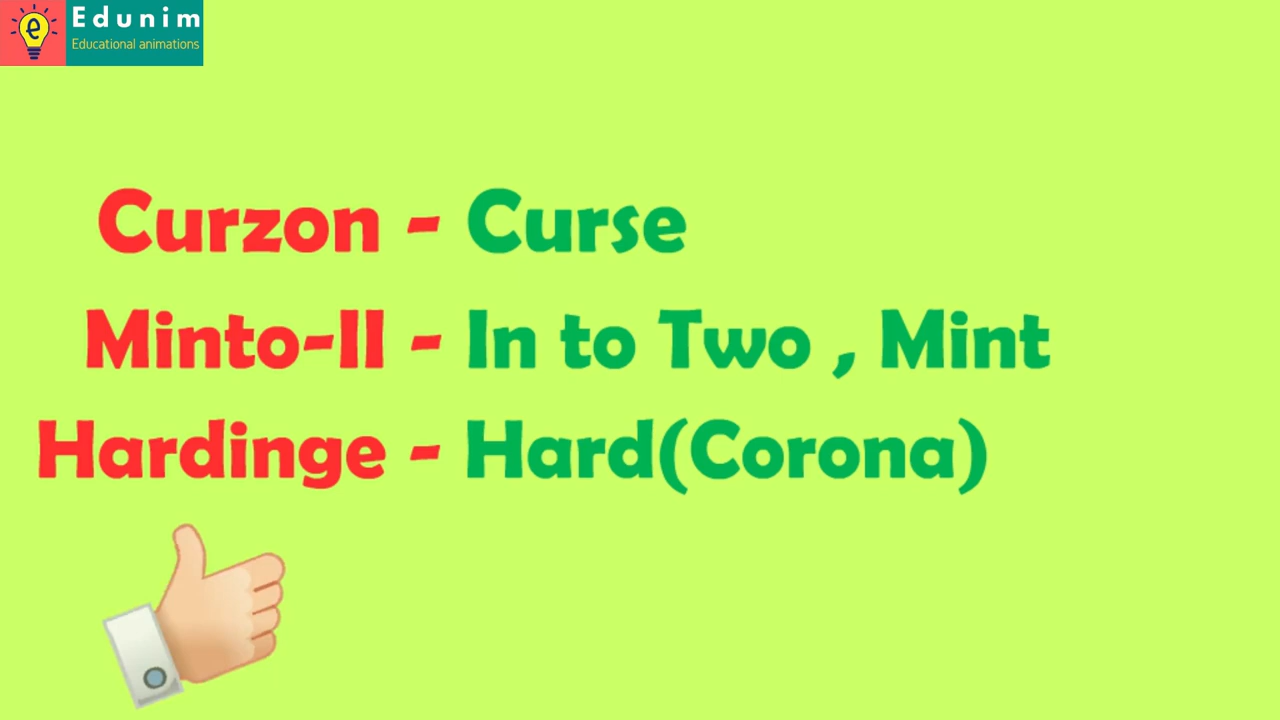 e
Edunim
Educational animations
Curzon - Curse
Minto-II - In to Two , Mint
Hardinge - Hard(Corona)